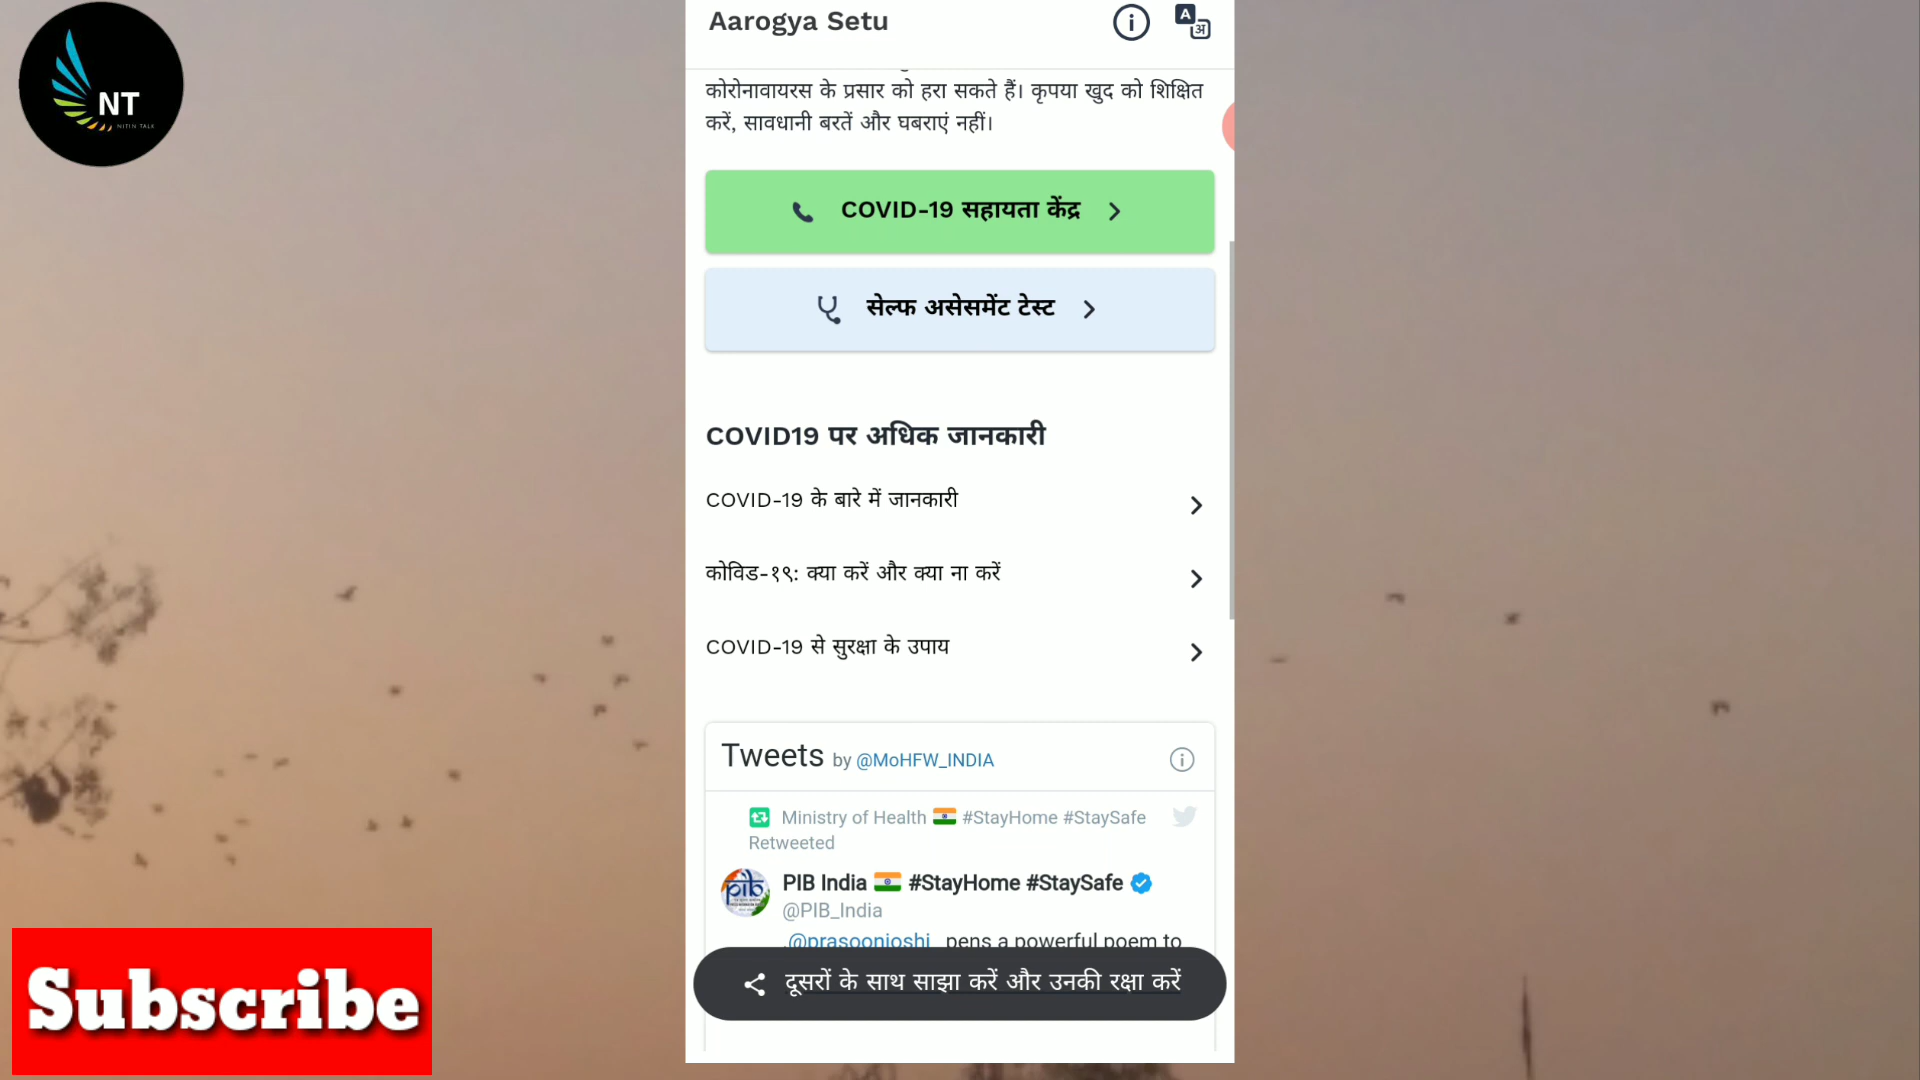 NT
NITIN TALK
Aarogya Setu
A
अ
कोरोनावायरस के प्रसार को हरा सकते हैं। कृपया खुद को शिक्षित
करें, सावधानी बरतें और घबराएं नहीं।
COVID-19 सहायता केंद्र
सेल्फ असेसमेंट टेस्ट
COVID19 पर अधिक जानकारी
COVID-19 के बारे में जानकारी
कोविड-१९: क्या करें और क्या ना करें
COVID-19 से सुरक्षा के उपाय
Tweets by @MoHFW_INDIA
Ministry of Health #StayHome #StaySafe
Retweeted
pib
PIB India #StayHome #StaySafe
@PIB_India
.@prasoonjoshi_ pens a powerful poem to
दूसरों के साथ साझा करें और उनकी रक्षा करें
Subscribe